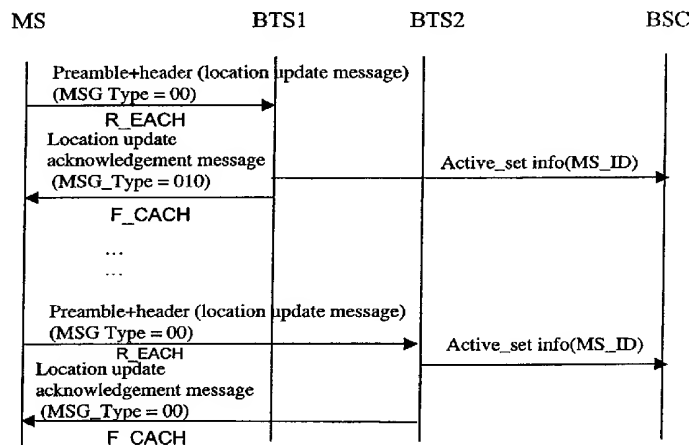 MS BTS1 BTS2 BSC
Preamble+header (location update message)
(MSG Type = 00)
R_EACH
Location update
acknowledgement message
(MSG_Type = 010)
Active_set info(MS_ID)
F_CACH
...
...
Preamble+header (location update message)
(MSG Type = 00)
R_EACH
Active_set info(MS_ID)
Location update
acknowledgement message
(MSG_Type = 00)
F_CACH